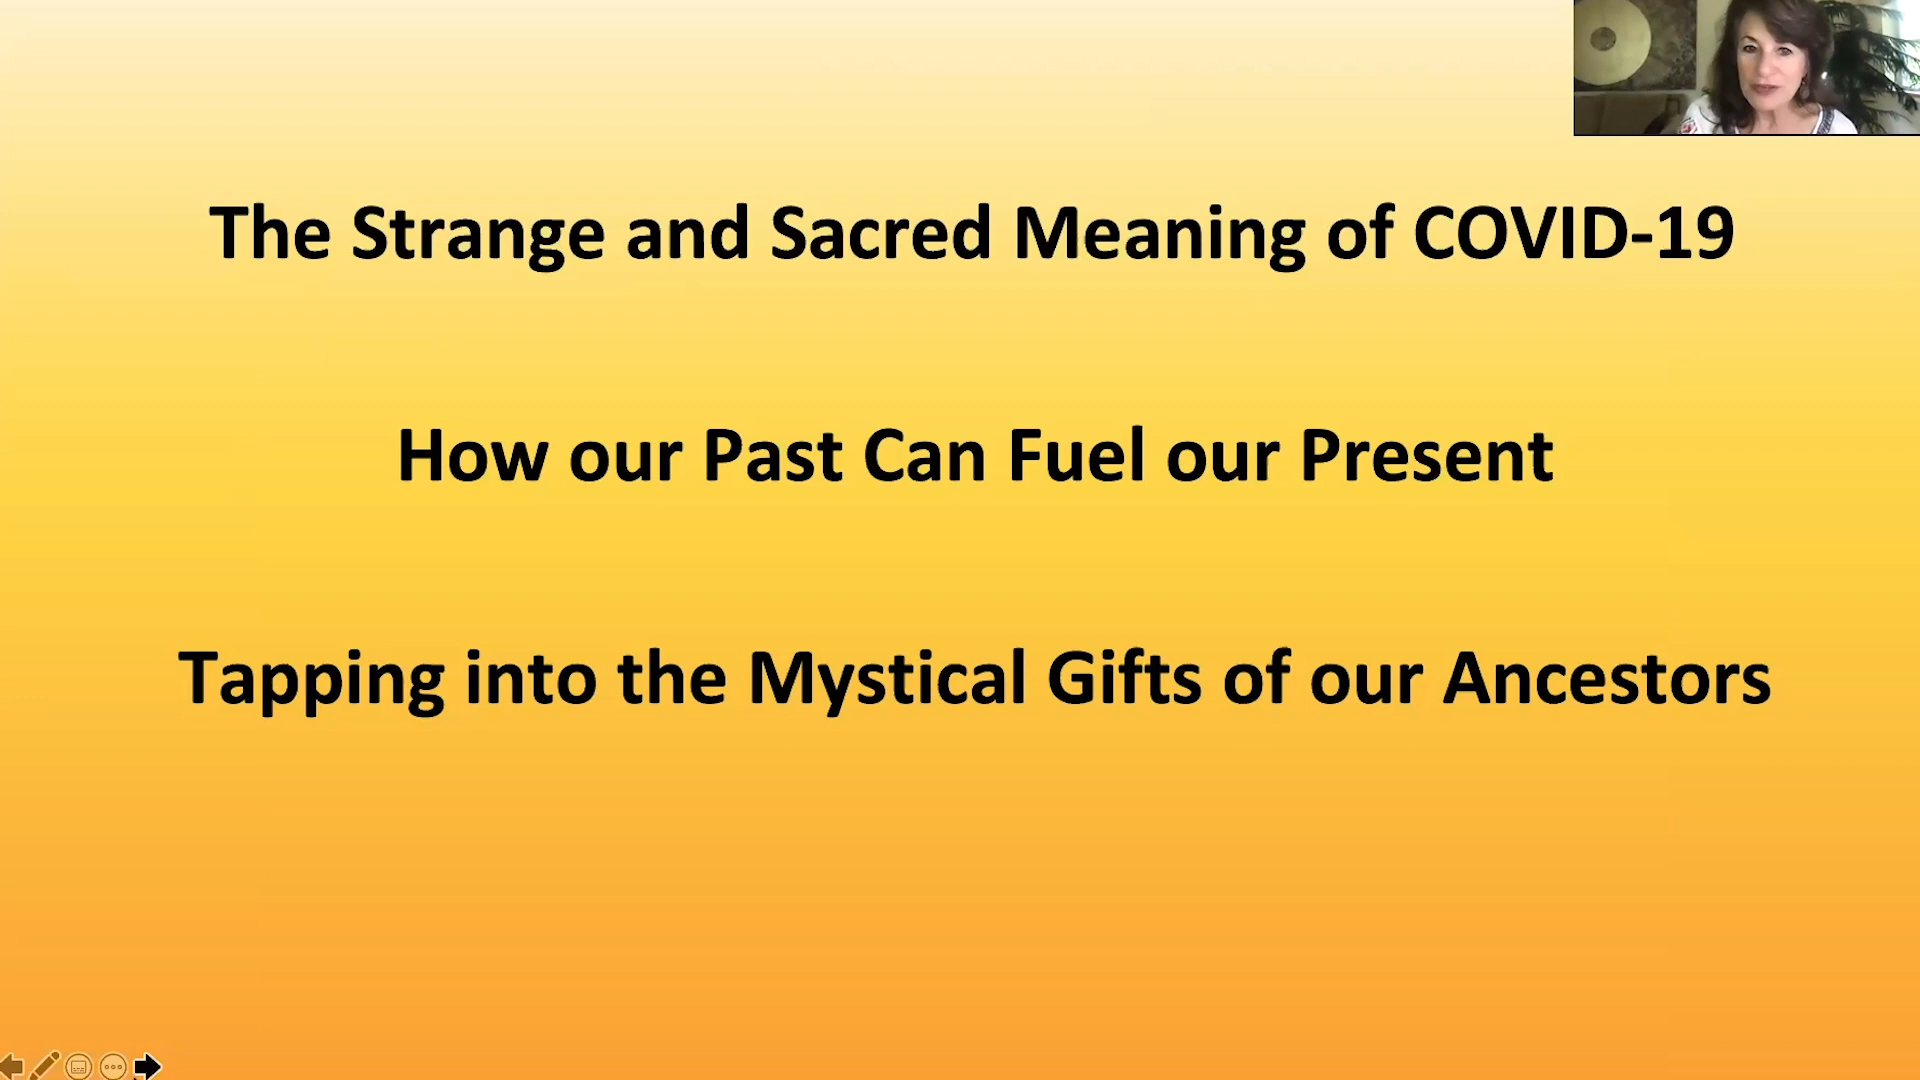 The Strange and Sacred Meaning of COVID-19
How our Past Can Fuel our Present
Tapping into the Mystical Gifts of our Ancestors